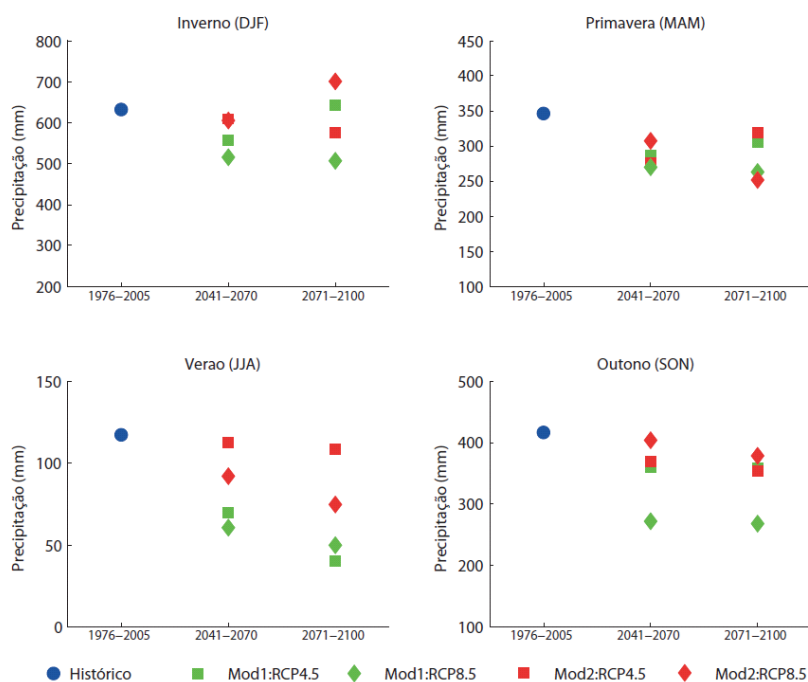 Inverno (DJF)
Precipitação (mm)
800
700
600
500
400
300
200
1976–2005 2041–2070 2071–2100
Primavera (MAM)
Precipitação (mm)
450
400
350
300
250
200
150
100
1976–2005 2041–2070 2071–2100
Verao (JJA)
Precipitação (mm)
150
100
50
0
1976–2005 2041–2070 2071–2100
Outono (SON)
Precipitação (mm)
500
400
300
200
100
1976–2005 2041–2070 2071–2100
Histórico Mod1:RCP4.5 Mod1:RCP8.5 Mod2:RCP4.5 Mod2:RCP8.5